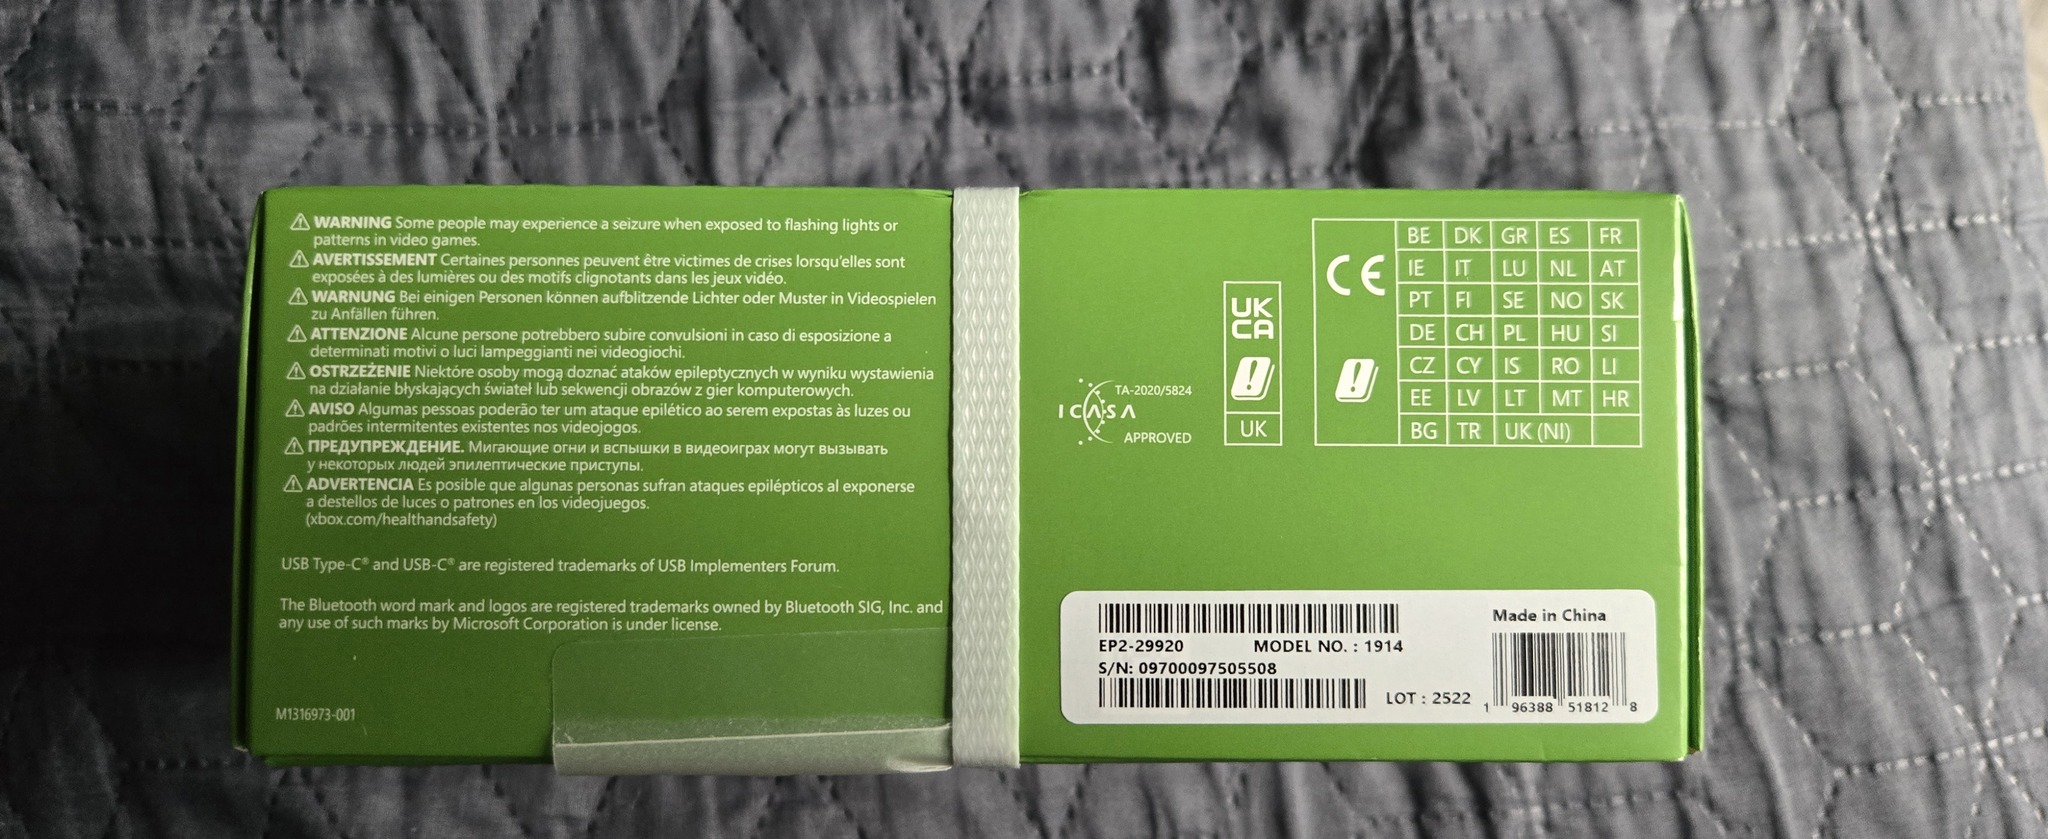 ⚠ WARNING Some people may experience a seizure when exposed to flashing lights or
patterns in video games.
⚠ AVERTISSEMENT Certaines personnes peuvent être victimes de crises lorsqu'elles sont
exposées à des lumières ou des motifs clignotants dans les jeux vidéo.
⚠ WARNUNG Bei einigen Personen können aufblitzende Lichter oder Muster in Videospielen
zu Anfällen führen.
⚠ ATTENZIONE Alcune persone potrebbero subire convulsioni in caso di esposizione a
determinati motivi o luci lampeggianti nei videogiochi.
⚠ OSTRZEŻENIE Niektóre osoby mogą doznać ataków epileptycznych w wyniku wystawienia
na działanie błyskających świateł lub sekwencji obrazów z gier komputerowych.
⚠ AVISO Algumas pessoas poderão ter um ataque epilético ao serem expostas às luzes ou
padrões intermitentes existentes nos videojogos.
⚠ ПРЕДУПРЕЖДЕНИЕ. Мигающие огни и вспышки в видеоиграх могут вызывать
у некоторых людей эпилептические приступы.
⚠ ADVERTENCIA Es posible que algunas personas sufran ataques epilépticos al exponerse
a destellos de luces o patrones en los videojuegos.
(xbox.com/healthandsafety)
USB Type-C® and USB-C® are registered trademarks of USB Implementers Forum.
The Bluetooth word mark and logos are registered trademarks owned by Bluetooth SIG, Inc. and
any use of such marks by Microsoft Corporation is under license.
M1316973-001
TA-2020/5824
ICASA
APPROVED
UK
CA
UK
CE
BE DK GR ES FR
IE IT LU NL AT
PT FI SE NO SK
DE CH PL HU SI
CZ CY IS RO LI
EE LV LT MT HR
BG TR UK (NI)
Made in China
EP2-29920 MODEL NO. : 1914
S/N: 09700097505508
LOT : 2522
1 96388 51812 8